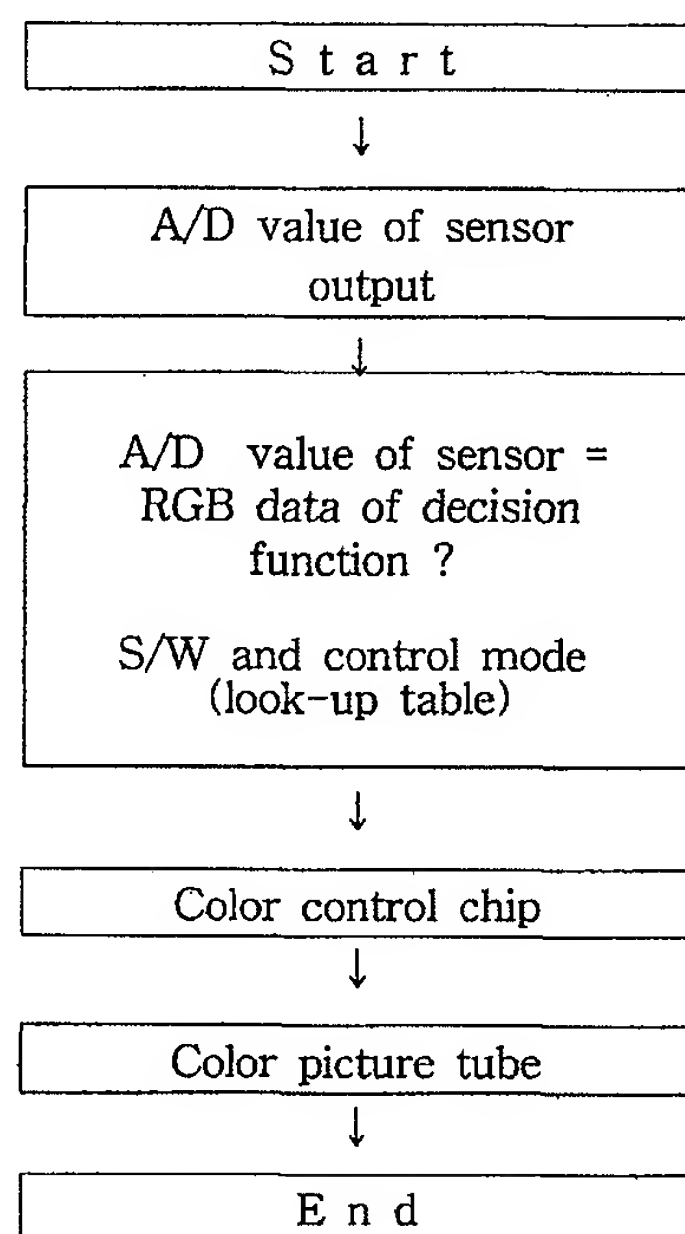 S t a r t
↓
A/D value of sensor
output
↓
A/D value of sensor =
RGB data of decision
function ?
S/W and control mode
(look-up table)
↓
Color control chip
↓
Color picture tube
↓
E n d